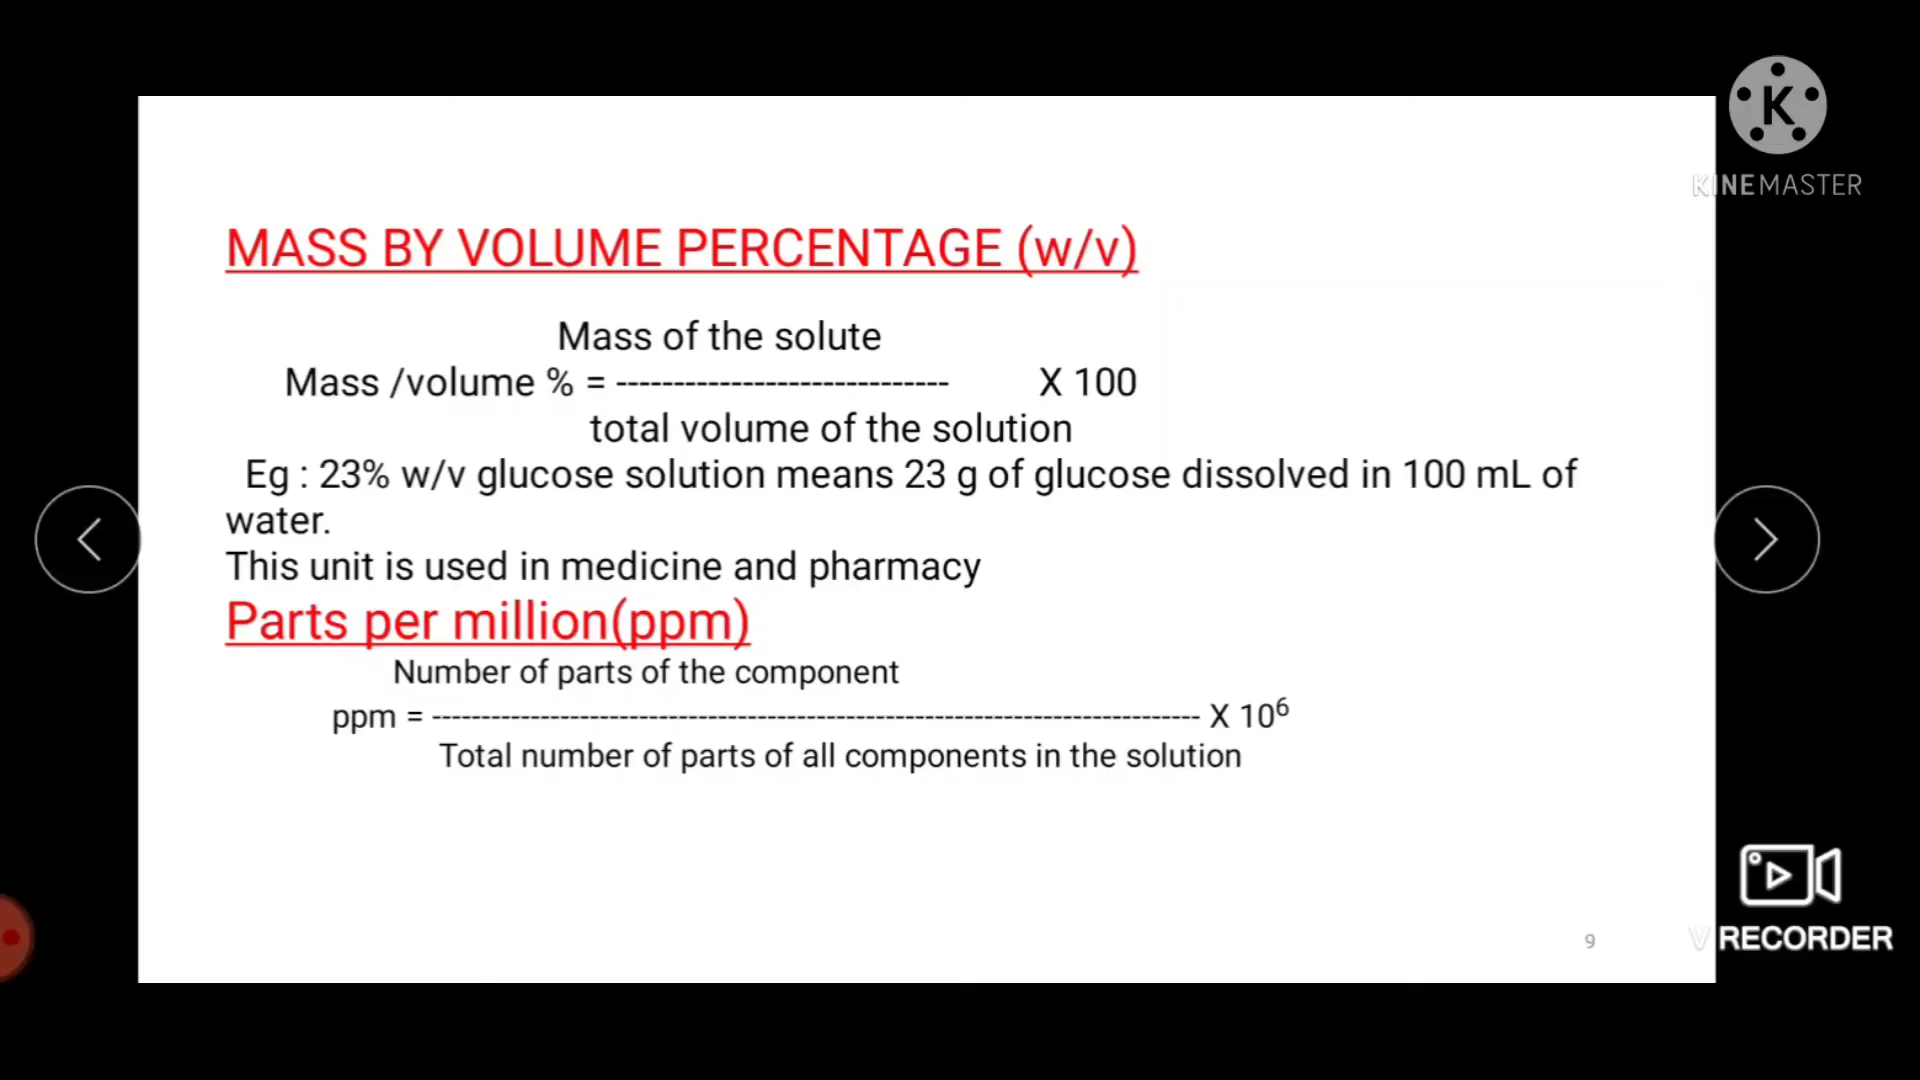 K
KINEMASTER
MASS BY VOLUME PERCENTAGE (w/v)
Mass of the solute
Mass /volume % = ----------------------------- X 100
total volume of the solution
Eg : 23% w/v glucose solution means 23 g of glucose dissolved in 100 mL of
water.
This unit is used in medicine and pharmacy
Parts per million(ppm)
Number of parts of the component
ppm = ------------------------------------------------------------------------------ X 10⁶
Total number of parts of all components in the solution
9
V RECORDER